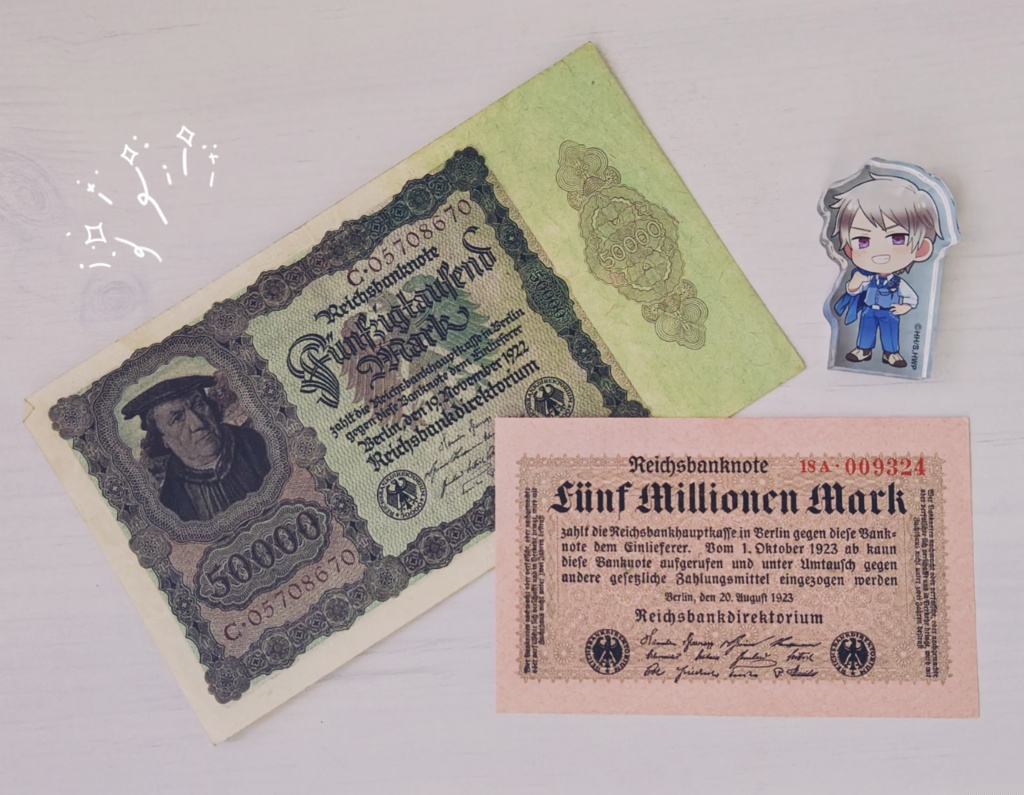 C·05708670
Reichsbanknote
Fünfzigtausend
Mark
zahlt die Reichsbankhauptkasse in Berlin
gegen diese Banknote dem Einlieferer
Berlin, den 19. November 1922
Reichsbankdirektorium
50000
C·05708670
50000
50000
Reichsbanknote 18A·009324
Fünf Millionen Mark
zahlt die Reichsbankhauptkasse in Berlin gegen diese Bank-
note dem Einlieferer. Vom 1. Oktober 1923 ab kann
diese Banknote aufgerufen und unter Umtausch gegen
andere gesetzliche Zahlungsmittel eingezogen werden
Berlin, den 20. August 1923
Reichsbankdirektorium